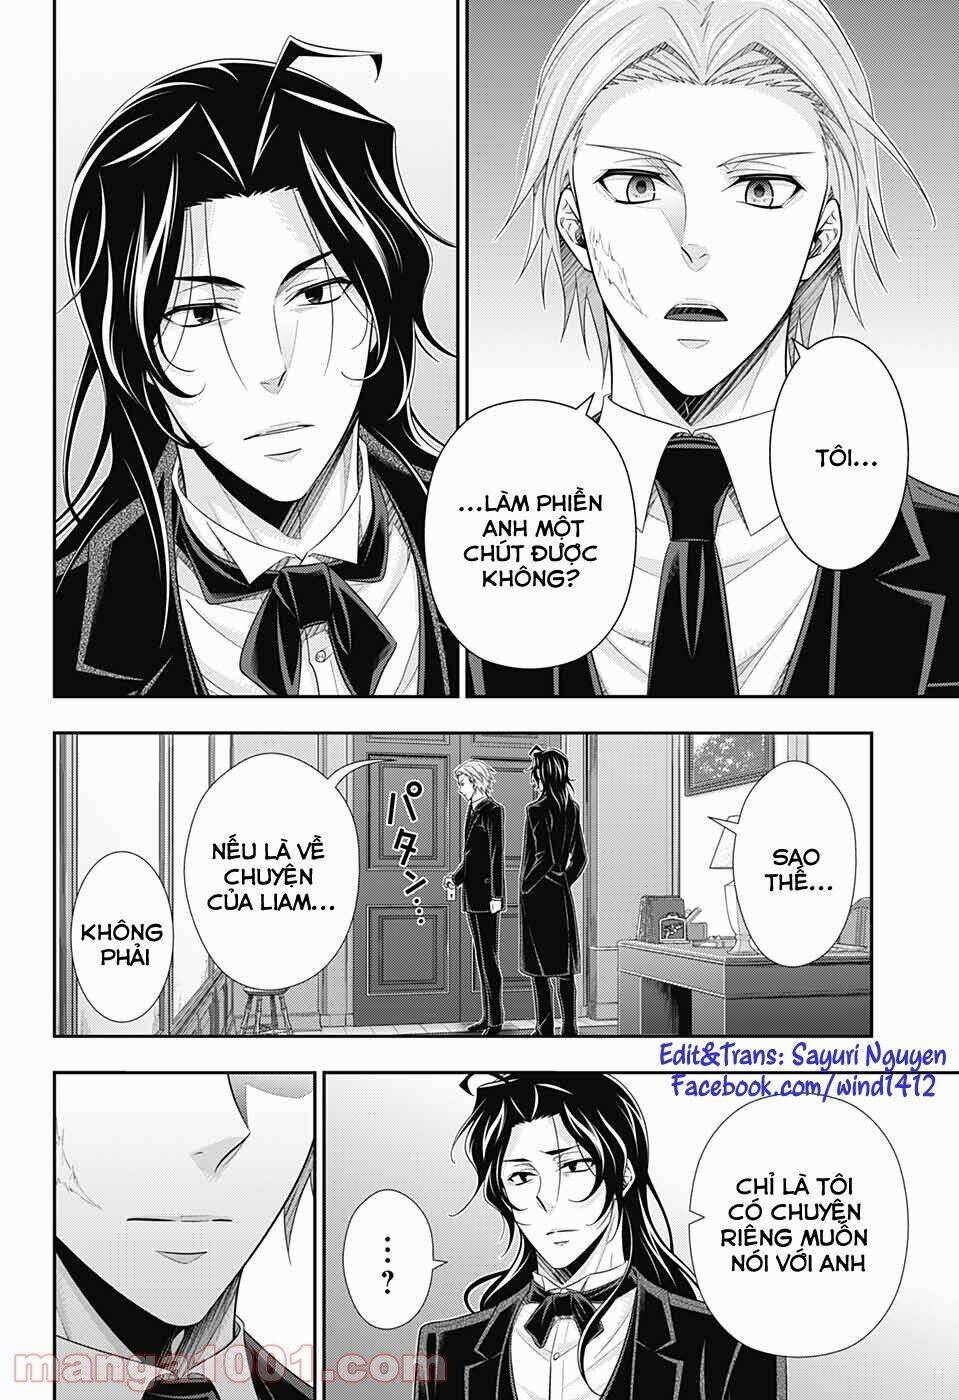 TÔI...
...LÀM PHIỀN
ANH MỘT
CHÚT ĐƯỢC
KHÔNG?
SAO
THẾ...
パタン...
NẾU LÀ VỀ
CHUYỆN
CỦA LIAM...
KHÔNG
PHẢI
Edit&Trans: Sayuri Nguyen
Facebook.com/wind1412
CHỈ LÀ TÔI
CÓ CHUYỆN
RIÊNG MUỐN
NÓI VỚI ANH
...?
manga1001.com